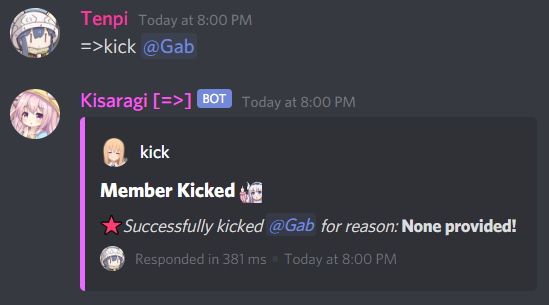 Tenpi Today at 8:00 PM
=>kick @Gab
Kisaragi [=>] BOT Today at 8:00 PM
kick
Member Kicked
Successfully kicked @Gab for reason: None provided!
Responded in 381 ms • Today at 8:00 PM